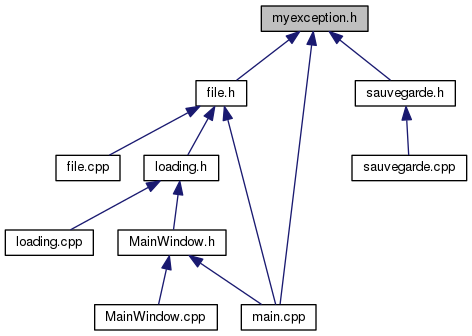 myexception.h
file.h
sauvegarde.h
file.cpp
loading.h
sauvegarde.cpp
loading.cpp
MainWindow.h
MainWindow.cpp
main.cpp